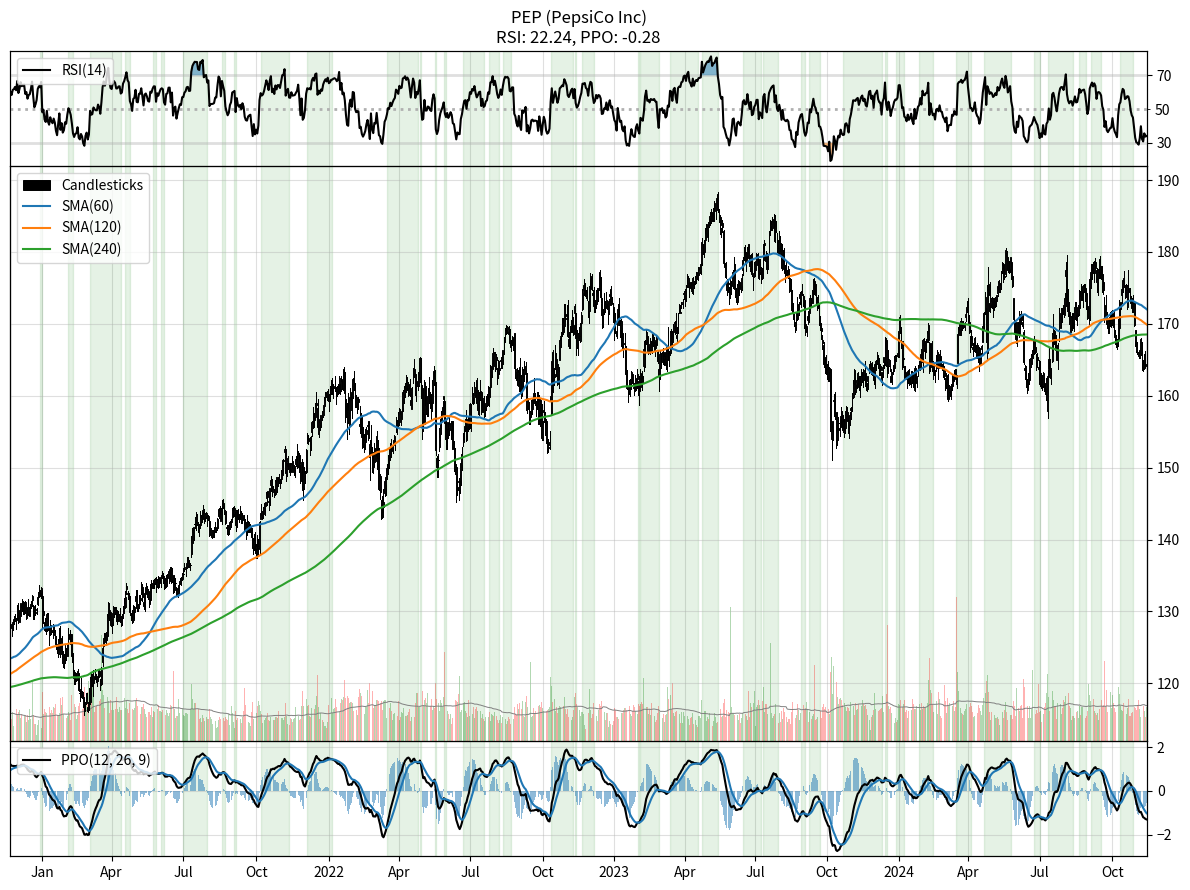 PEP (PepsiCo Inc)
RSI: 22.24, PPO: -0.28
RSI(14)
70
50
30
Candlesticks
SMA(60)
SMA(120)
SMA(240)
190
180
170
160
150
140
130
120
PPO(12, 26, 9)
2
0
−2
Jan Apr Jul Oct 2022 Apr Jul Oct 2023 Apr Jul Oct 2024 Apr Jul Oct